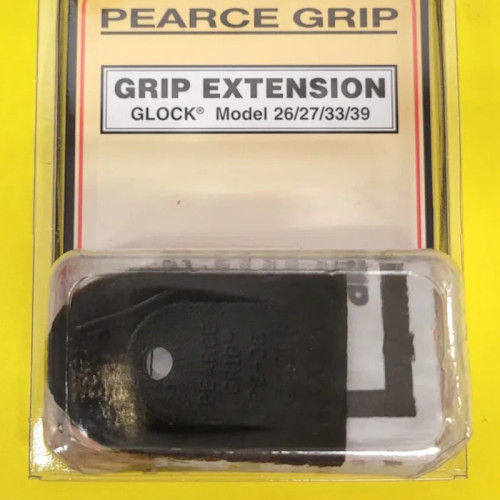 PEARCE GRIP
GRIP EXTENSION
GLOCK® Model 26/27/33/39
PEARCE
GRIP
PG-26